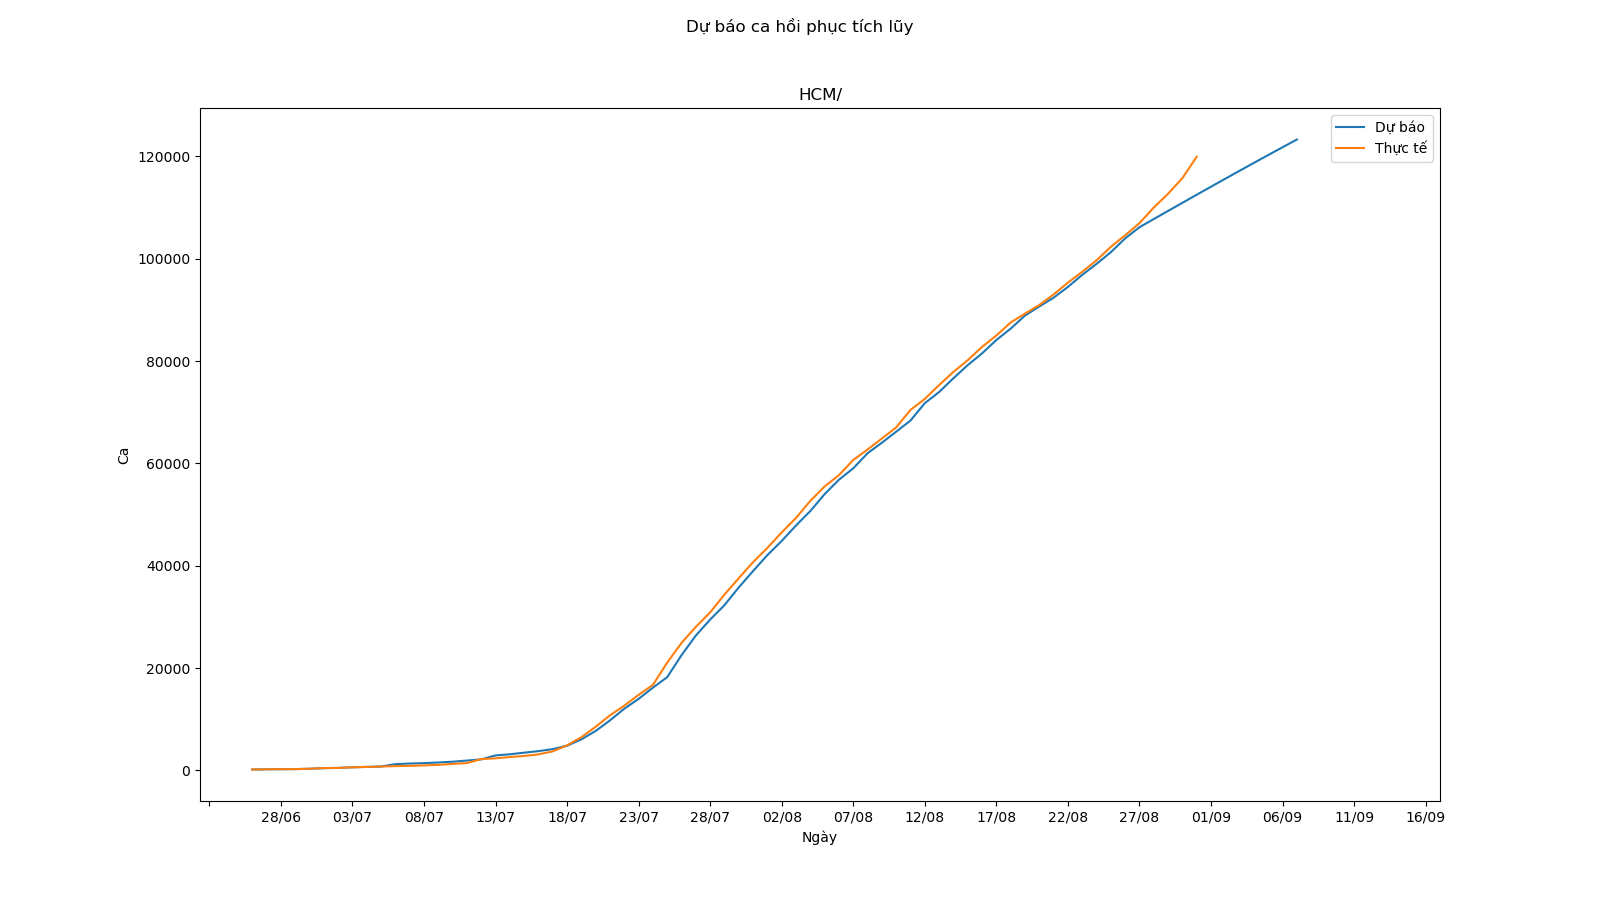 Dự báo ca hồi phục tích lũy
HCM/
Dự báo
Thực tế
120000
100000
80000
60000
40000
20000
0
Ca
28/06 03/07 08/07 13/07 18/07 23/07 28/07 02/08 07/08 12/08 17/08 22/08 27/08 01/09 06/09 11/09 16/09
Ngày